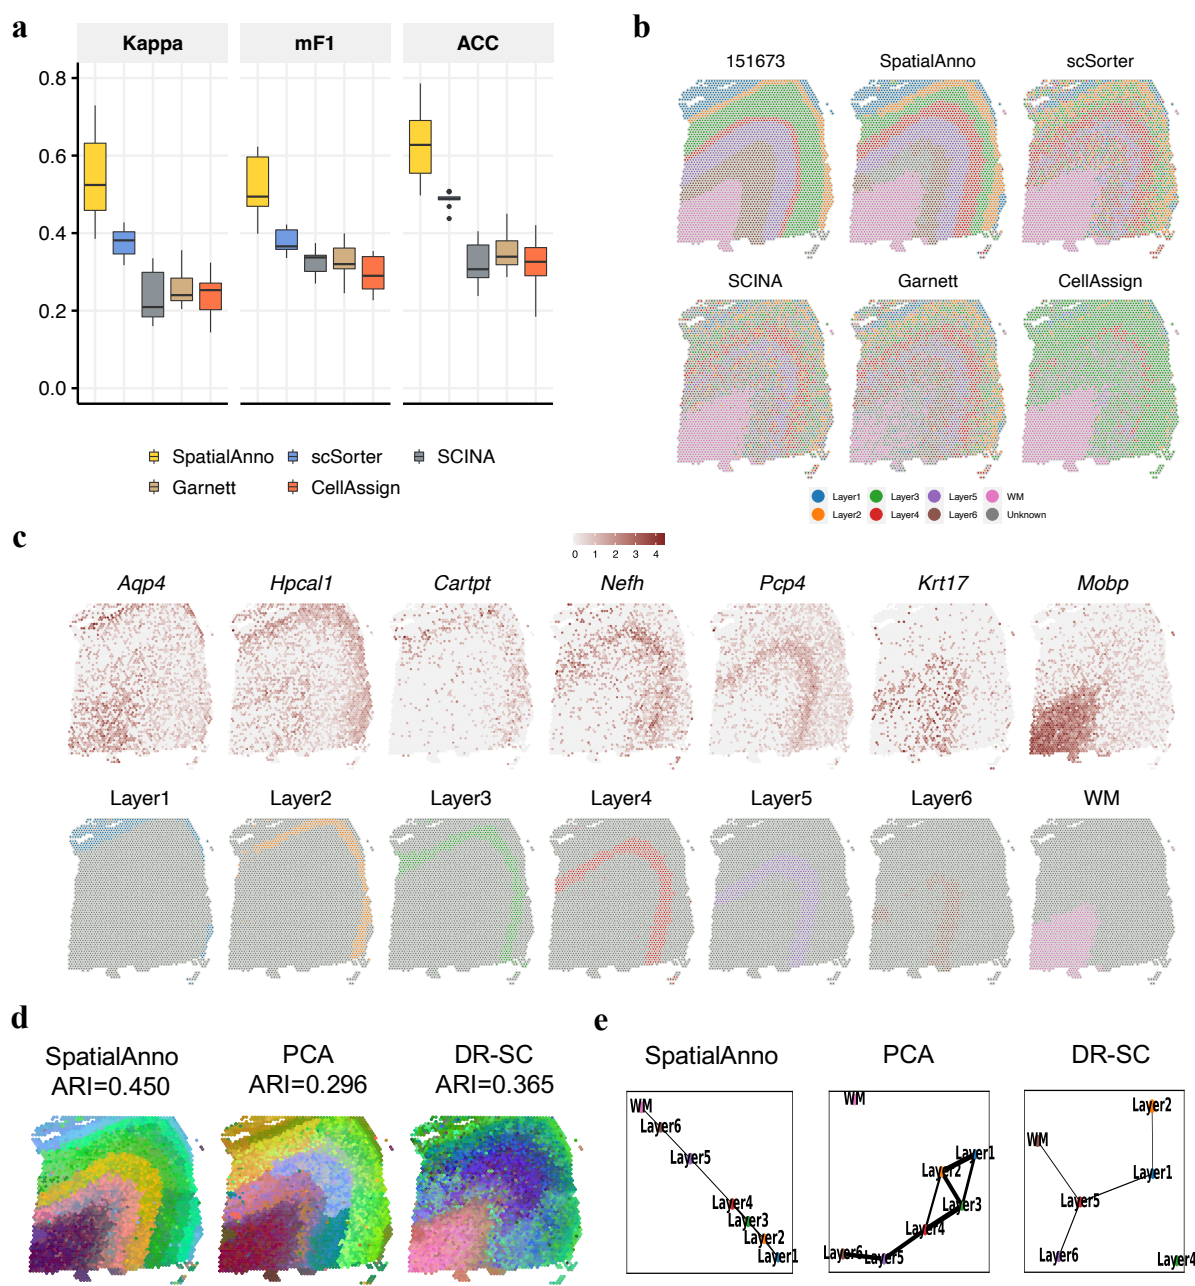 a
Kappa mF1 ACC
0.8
0.6
0.4
0.2
0.0
SpatialAnno scSorter SCINA
Garnett CellAssign
b
151673 SpatialAnno scSorter
SCINA Garnett CellAssign
Layer1 Layer3 Layer5 WM
Layer2 Layer4 Layer6 Unknown
c
0 1 2 3 4
Aqp4 Hpcal1 Cartpt Nefh Pcp4 Krt17 Mobp
Layer1 Layer2 Layer3 Layer4 Layer5 Layer6 WM
d
SpatialAnno PCA DR-SC
ARI=0.450 ARI=0.296 ARI=0.365
e
SpatialAnno PCA DR-SC
WM
Layer6
Layer5
Layer4
Layer3
Layer2
Layer1
WM
Layer1
Layer2
Layer3
Layer4
Layer6
Layer5
Layer2
WM
Layer1
Layer5
Layer6
Layer4